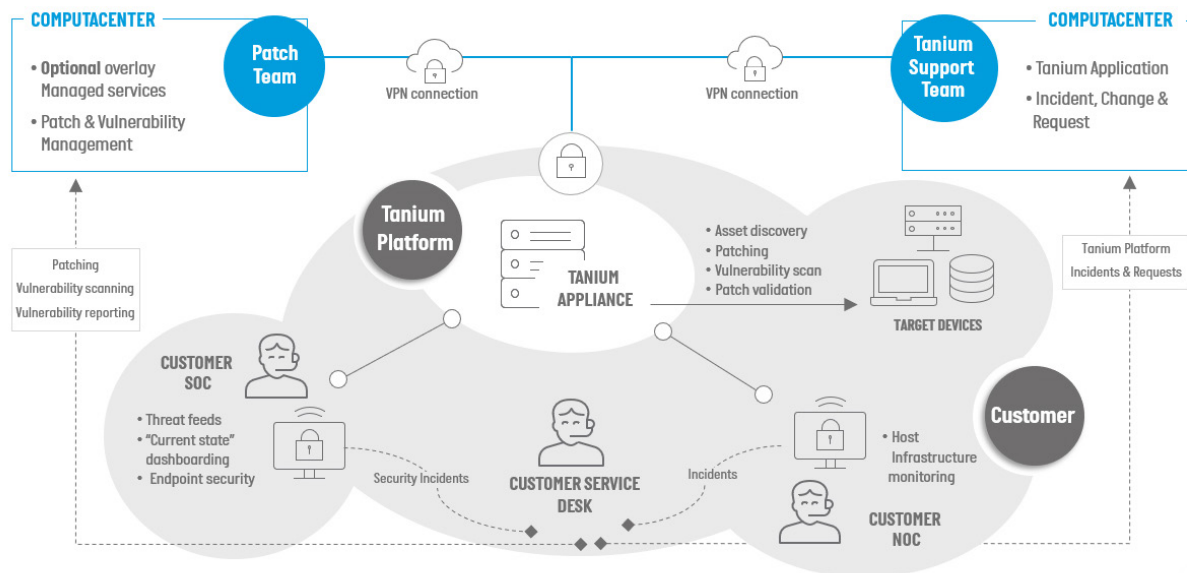 COMPUTACENTER
• Optional overlay
Managed services
• Patch & Vulnerability
Management
Patch
Team
VPN connection
VPN connection
Tanium
Support
Team
COMPUTACENTER
• Tanium Application
• Incident, Change &
Request
Tanium
Platform
TANIUM
APPLIANCE
• Asset discovery
• Patching
• Vulnerability scan
• Patch validation
TARGET DEVICES
Patching
Vulnerability scanning
Vulnerability reporting
Tanium Platform
Incidents & Requests
CUSTOMER
SOC
• Threat feeds
• “Current state”
dashboarding
• Endpoint security
Security Incidents
CUSTOMER SERVICE
DESK
Incidents
• Host
Infrastructure
monitoring
CUSTOMER
NOC
Customer